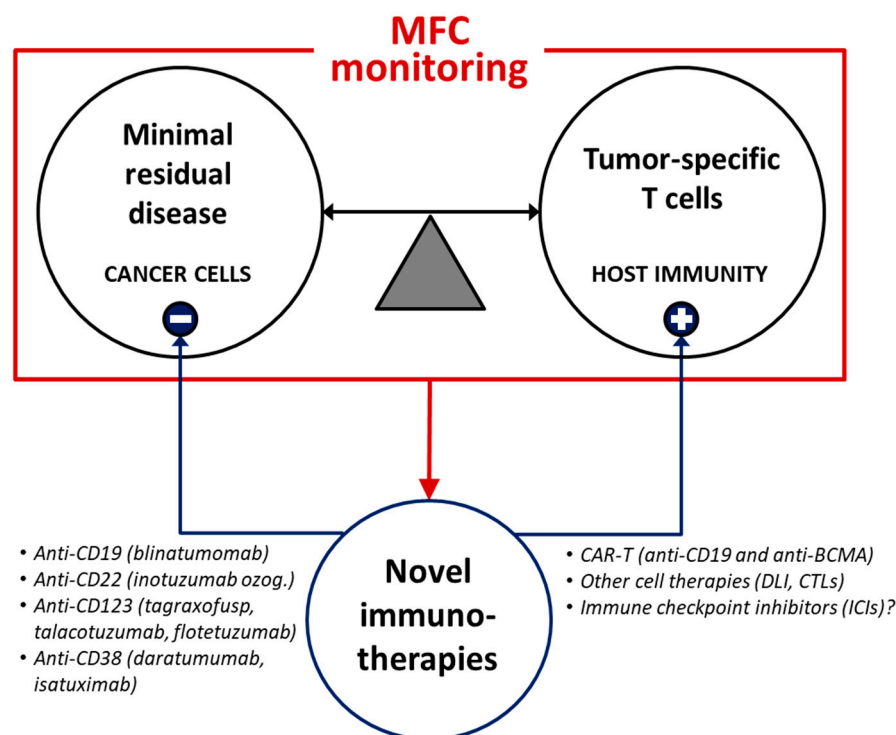 MFC
monitoring
Minimal
residual
disease
CANCER CELLS
Tumor-specific
T cells
HOST IMMUNITY
• Anti-CD19 (blinatumomab)
• Anti-CD22 (inotuzumab ozog.)
• Anti-CD123 (tagraxofusp,
talacotuzumab, flotetuzumab)
• Anti-CD38 (daratumumab,
isatuximab)
Novel
immuno-
therapies
• CAR-T (anti-CD19 and anti-BCMA)
• Other cell therapies (DLI, CTLs)
• Immune checkpoint inhibitors (ICIs)?